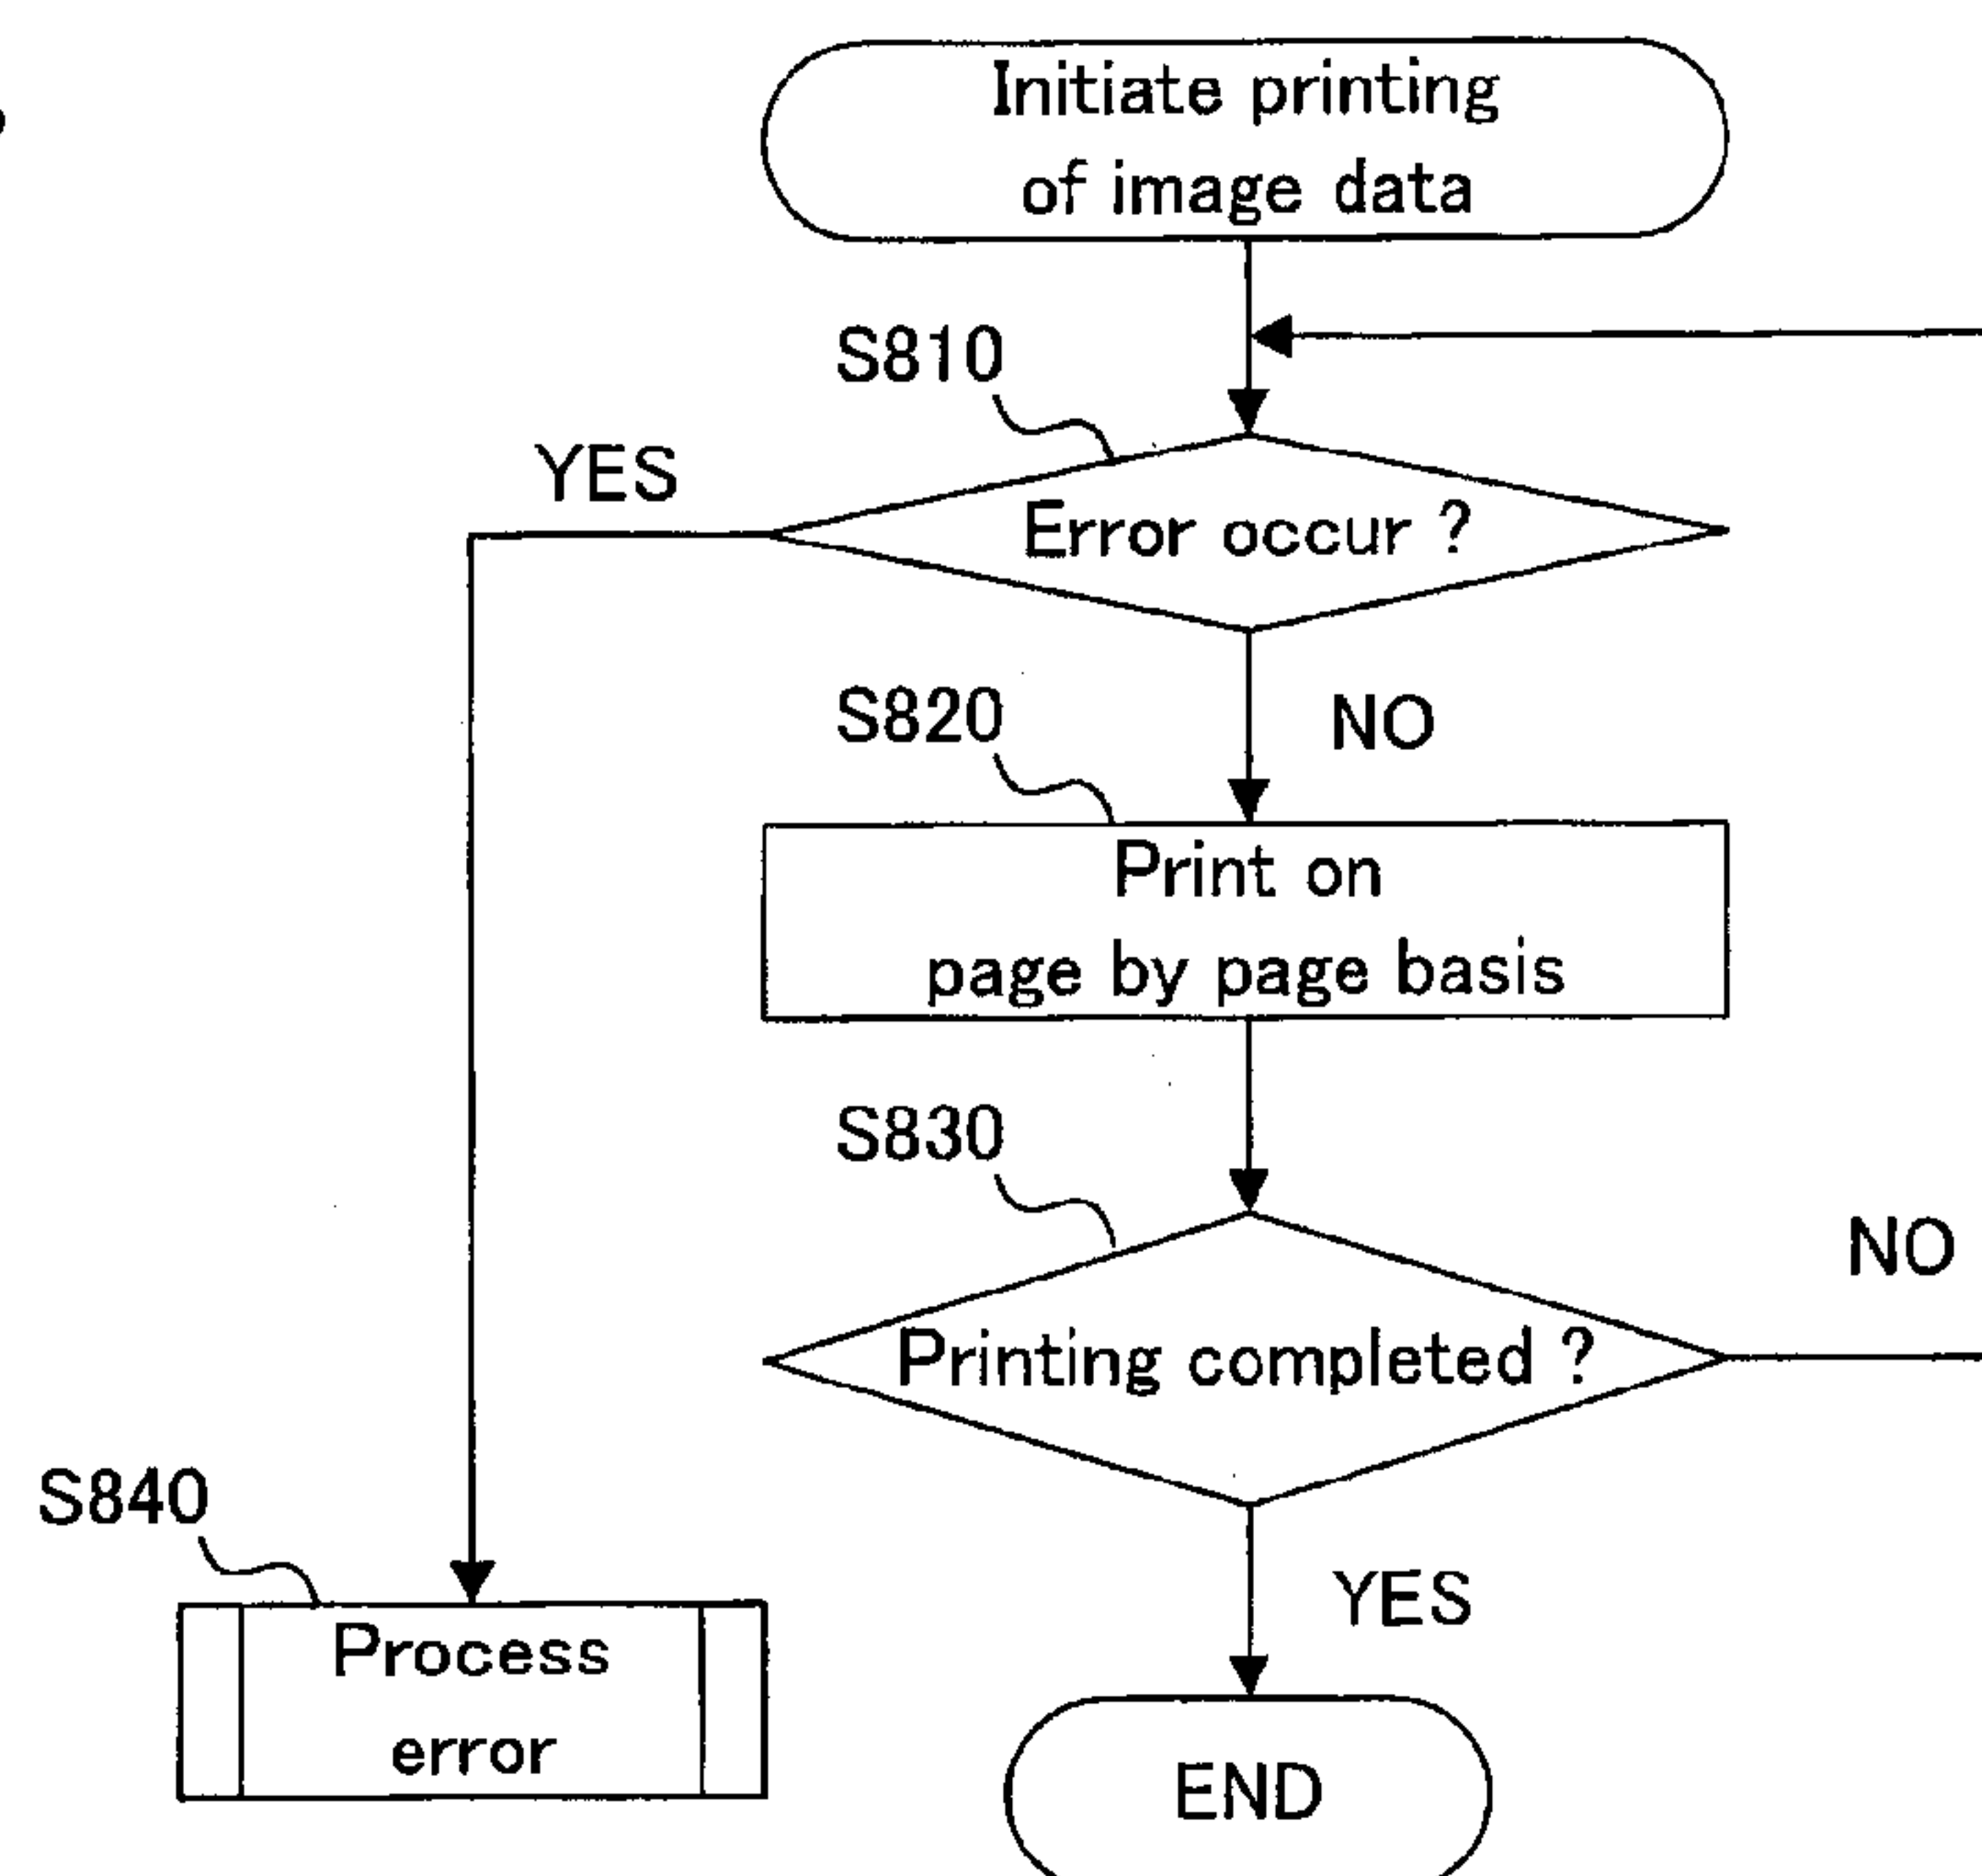 Initiate printing
of image data
S810
YES
Error occur ?
S820
NO
Print on
page by page basis
S830
NO
Printing completed ?
S840
YES
Process
error
END